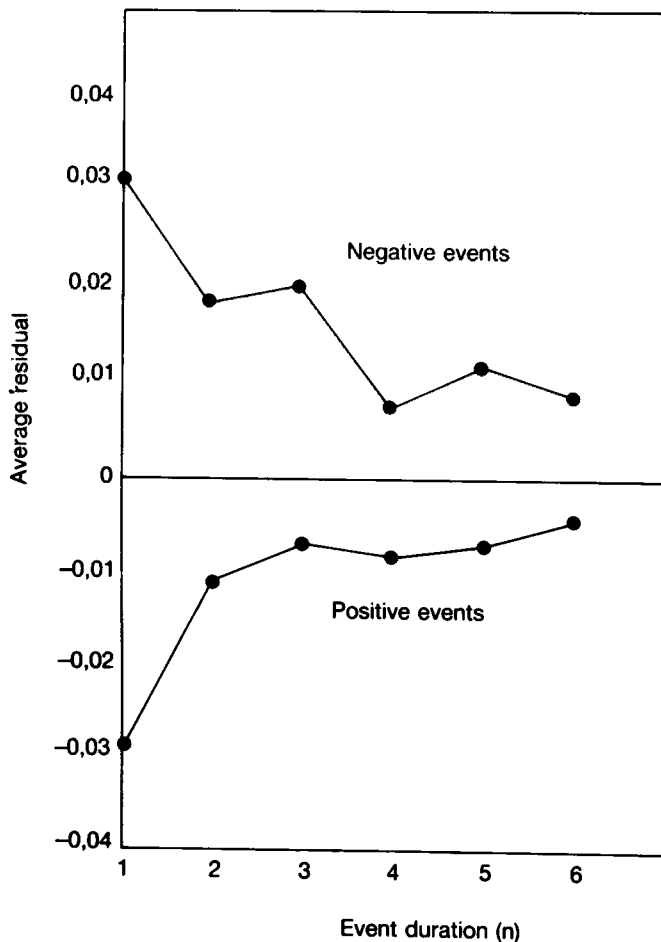 0,04
0,03
0,02
0,01
0
−0,01
−0,02
−0,03
−0,04
Average residual
Negative events
Positive events
1 2 3 4 5 6
Event duration (n)